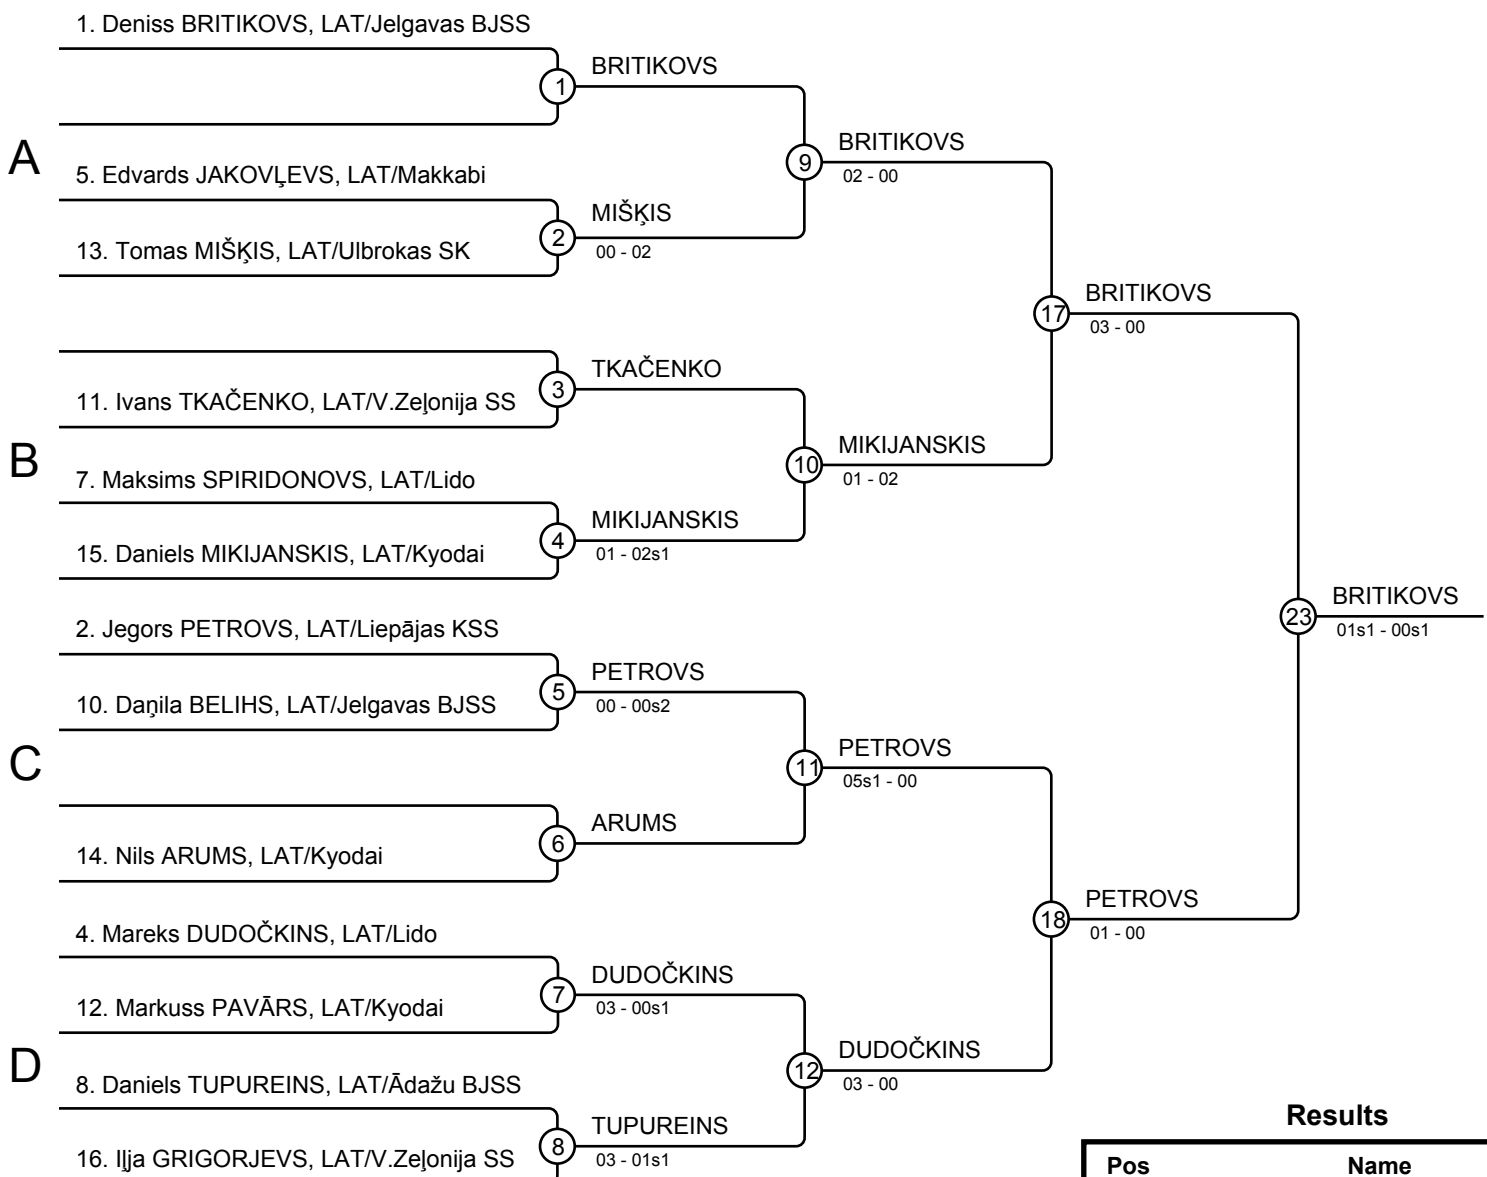 1. Deniss BRITIKOVS, LAT/Jelgavas BJSS
BRITIKOVS
1
BRITIKOVS
9
02 - 00
A
5. Edvards JAKOVĻEVS, LAT/Makkabi
MIŠĶIS
2
00 - 02
13. Tomas MIŠĶIS, LAT/Ulbrokas SK
BRITIKOVS
17
03 - 00
TKAČENKO
3
11. Ivans TKAČENKO, LAT/V.Zeļonija SS
B
MIKIJANSKIS
10
01 - 02
7. Maksims SPIRIDONOVS, LAT/Lido
MIKIJANSKIS
4
01 - 02s1
15. Daniels MIKIJANSKIS, LAT/Kyodai
BRITIKOVS
23
01s1 - 00s1
2. Jegors PETROVS, LAT/Liepājas KSS
PETROVS
5
00 - 00s2
10. Daņila BELIHS, LAT/Jelgavas BJSS
C
PETROVS
11
05s1 - 00
ARUMS
6
14. Nils ARUMS, LAT/Kyodai
PETROVS
18
01 - 00
4. Mareks DUDOČKINS, LAT/Lido
DUDOČKINS
7
03 - 00s1
12. Markuss PAVĀRS, LAT/Kyodai
D
DUDOČKINS
12
03 - 00
8. Daniels TUPUREINS, LAT/Ādažu BJSS
TUPUREINS
8
03 - 01s1
16. Iļja GRIGORJEVS, LAT/V.Zeļonija SS
Results
Pos Name